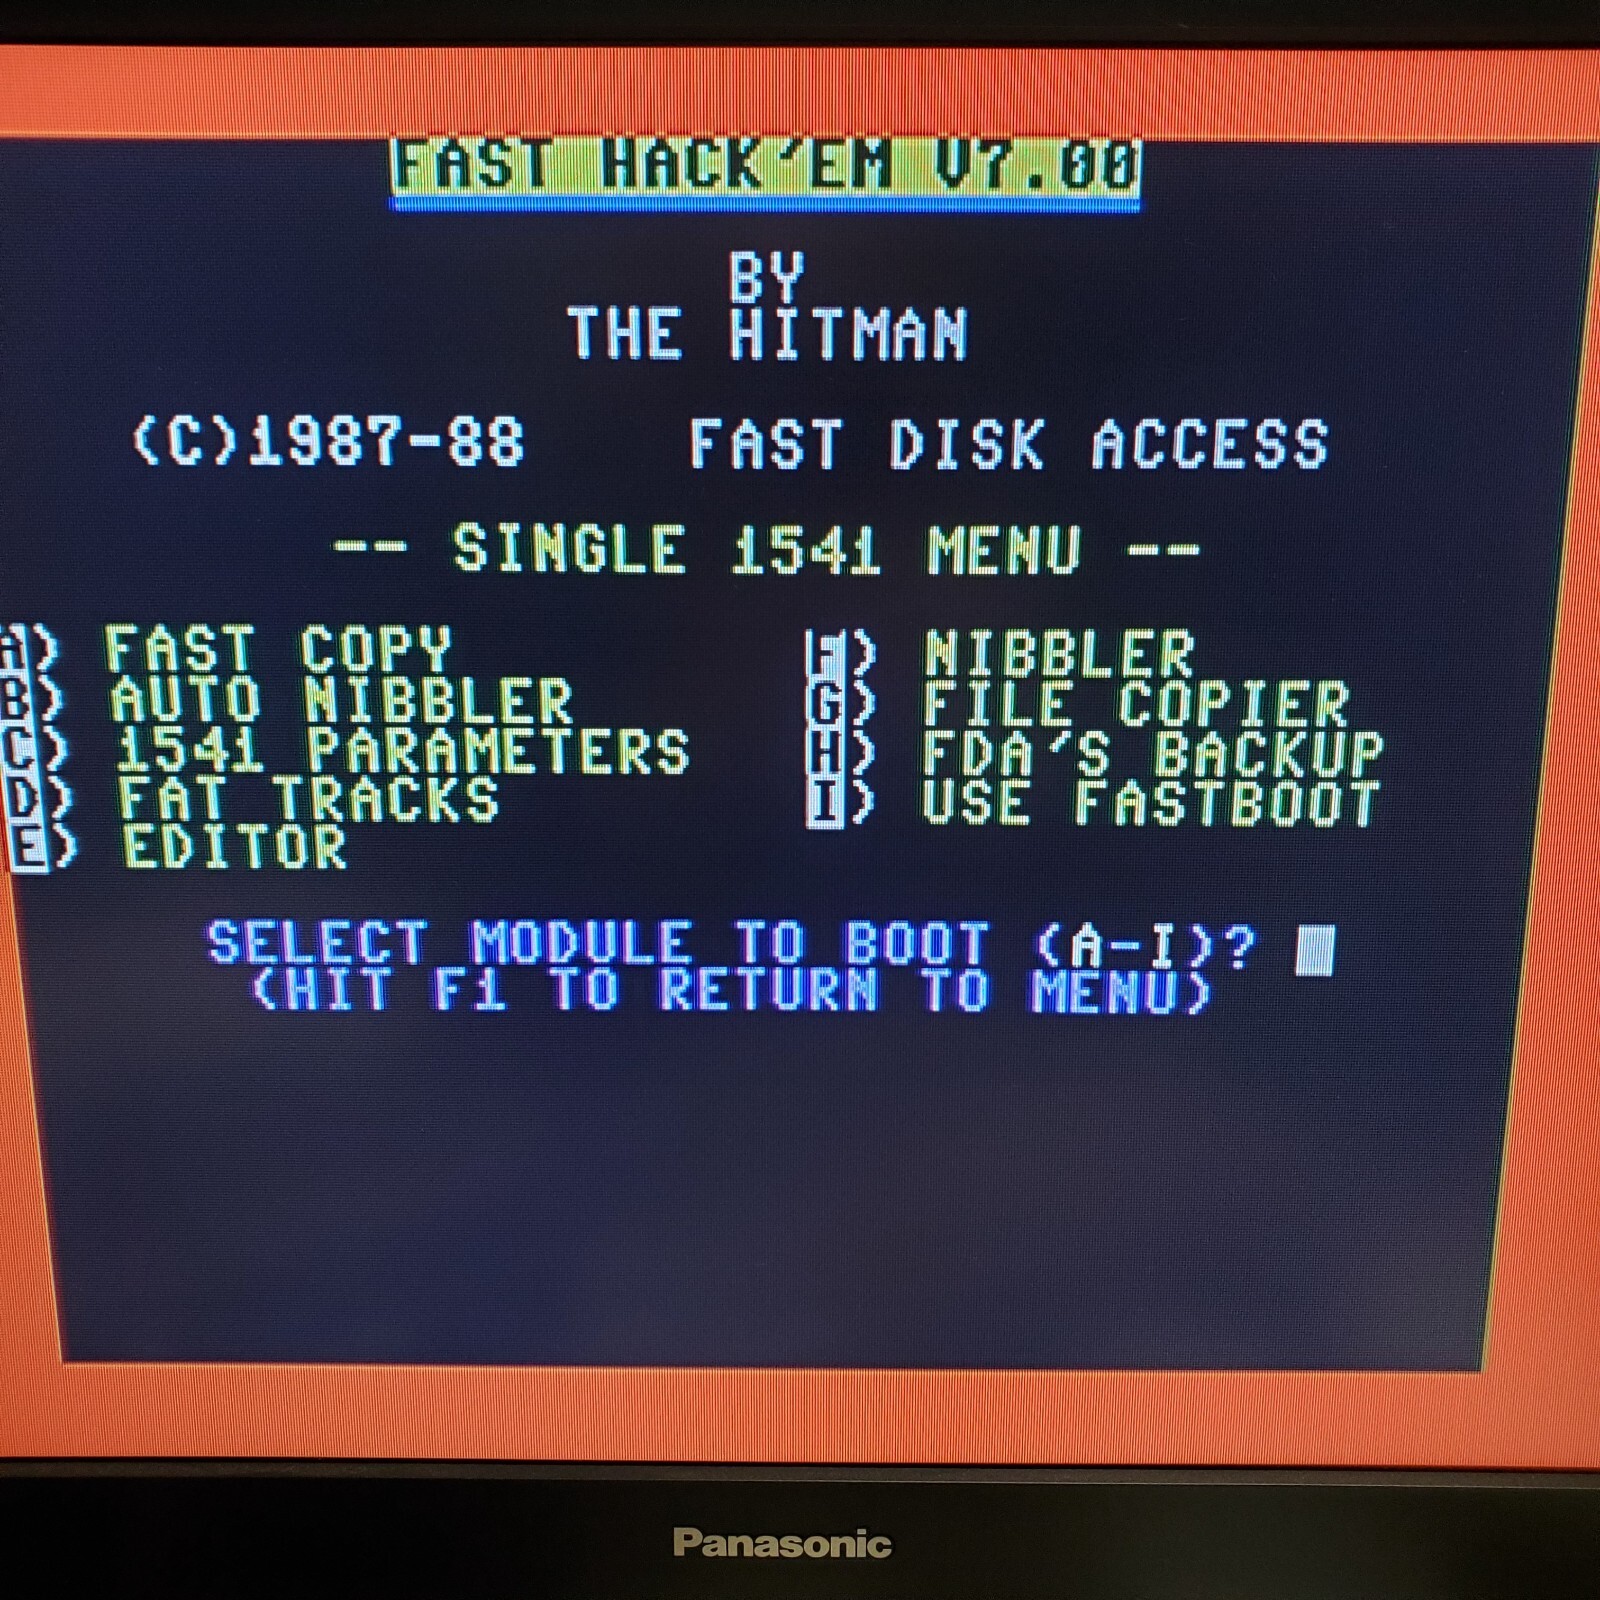 FAST HACK'EM V7.00
BY
THE HITMAN
(C)1987-88 FAST DISK ACCESS
-- SINGLE 1541 MENU --
A) FAST COPY F) NIBBLER
B) AUTO NIBBLER G) FILE COPIER
C) 1541 PARAMETERS H) FDA'S BACKUP
D) FAT TRACKS I) USE FASTBOOT
E) EDITOR
SELECT MODULE TO BOOT (A-I)?
(HIT F1 TO RETURN TO MENU)
Panasonic